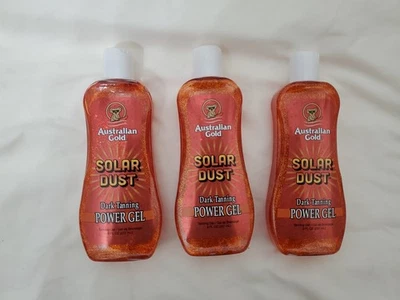 Australian
Gold
SOLAR
DUST
Dark Tanning
POWER GEL
Australian
Gold
SOLAR
DUST
Dark Tanning
POWER GEL
Australian
Gold
SOLAR
DUST
Dark Tanning
POWER GEL